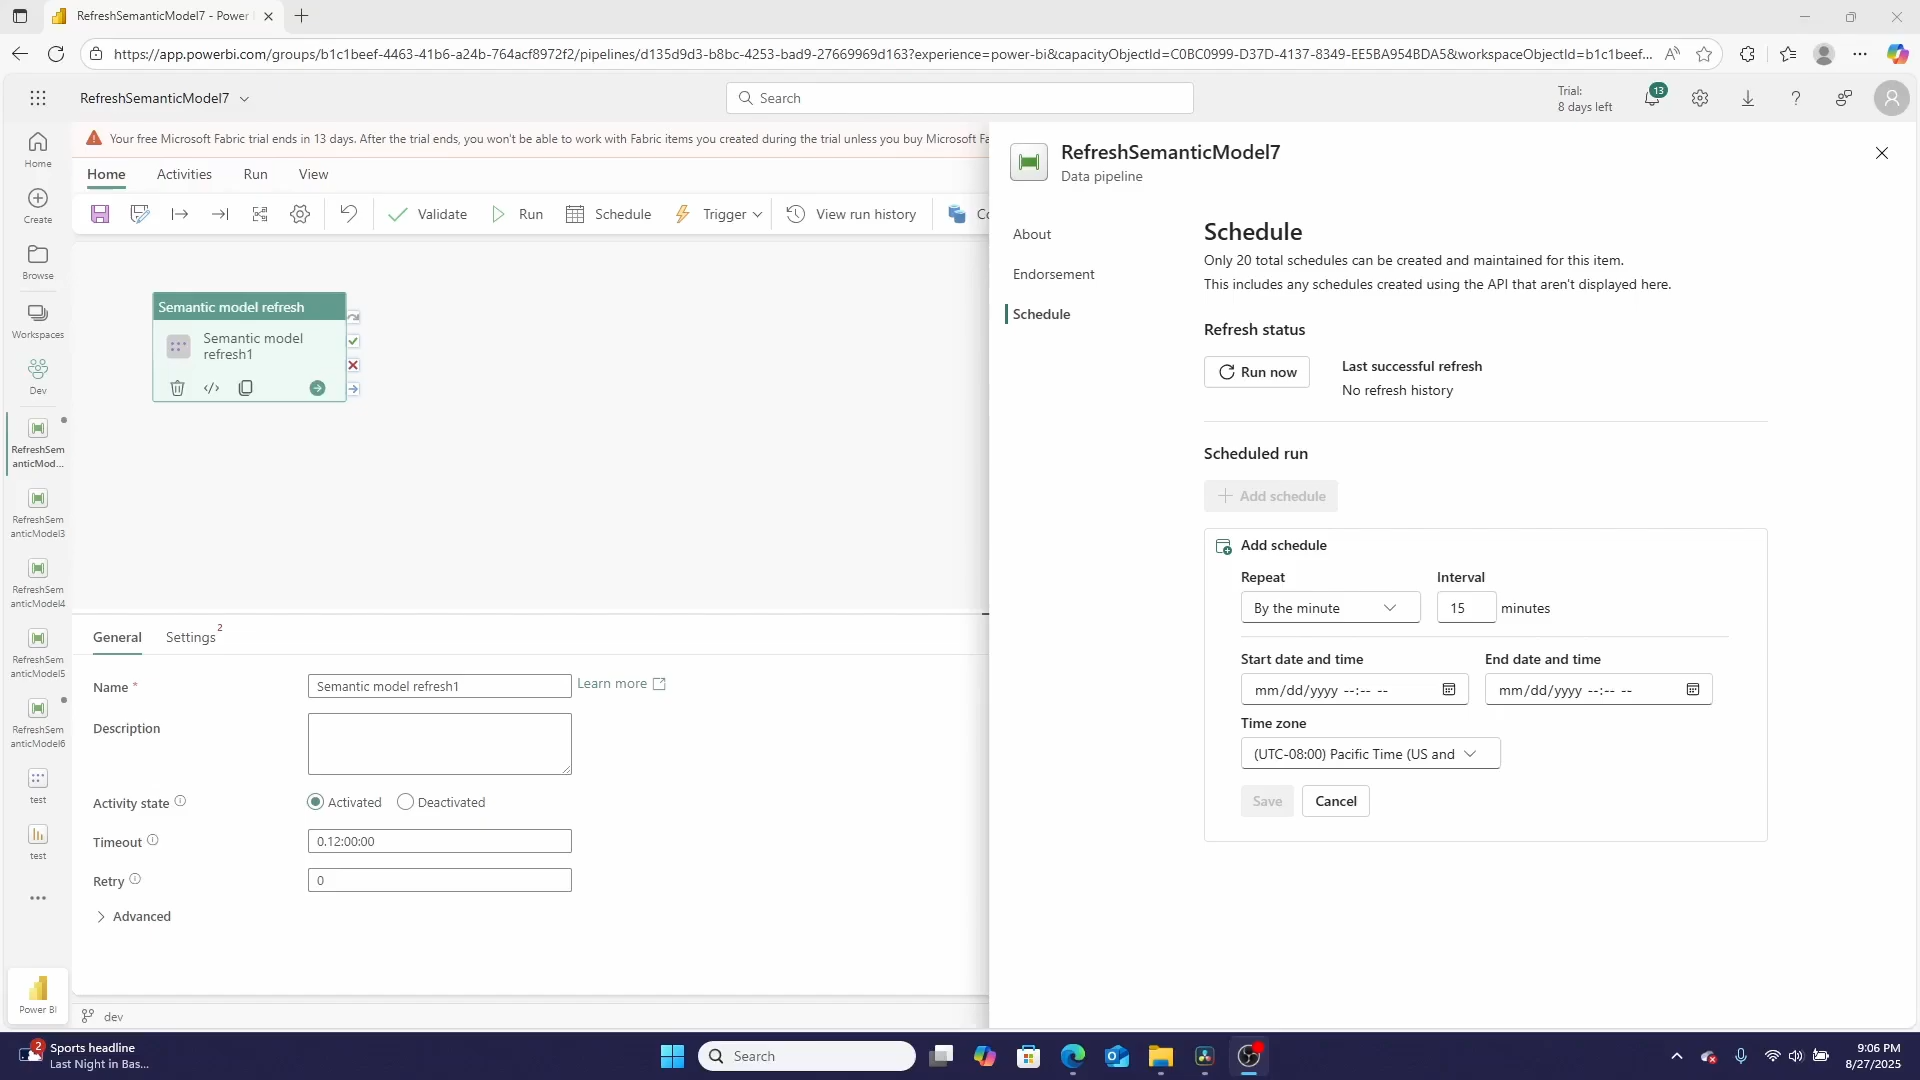 RefreshSemanticModel7 - Power
https://app.powerbi.com/groups/b1c1beef-4463-41b6-a24b-764acf8972f2/pipelines/d135d9d3-b8bc-4253-bad9-27669969d163?experience=power-bi&capacityObjectId=C0BC0999-D37D-4137-8349-EE5BA954BDA5&workspaceObjectId=b1c1beef...
RefreshSemanticModel7
Search
Trial:
8 days left
13
Your free Microsoft Fabric trial ends in 13 days. After the trial ends, you won't be able to work with Fabric items you created during the trial unless you buy Microsoft Fa
Home
Activities
Run
View
Validate
Run
Schedule
Trigger
View run history
Co
Home
Create
Browse
Workspaces
Dev
RefreshSem
anticMod...
RefreshSem
anticModel3
RefreshSem
anticModel4
RefreshSem
anticModel5
RefreshSem
anticModel6
test
test
Power BI
Semantic model refresh
Semantic model
refresh1
General
Settings 2
Name *
Semantic model refresh1
Learn more
Description
Activity state
Activated
Deactivated
Timeout
0.12:00:00
Retry
0
Advanced
dev
RefreshSemanticModel7
Data pipeline
About
Endorsement
Schedule
Schedule
Only 20 total schedules can be created and maintained for this item.
This includes any schedules created using the API that aren't displayed here.
Refresh status
Run now
Last successful refresh
No refresh history
Scheduled run
Add schedule
Add schedule
Repeat
Interval
By the minute
15
minutes
Start date and time
End date and time
mm/dd/yyyy --:-- --
mm/dd/yyyy --:-- --
Time zone
(UTC-08:00) Pacific Time (US and
Save
Cancel
2
Sports headline
Last Night in Bas...
Search
9:06 PM
8/27/2025